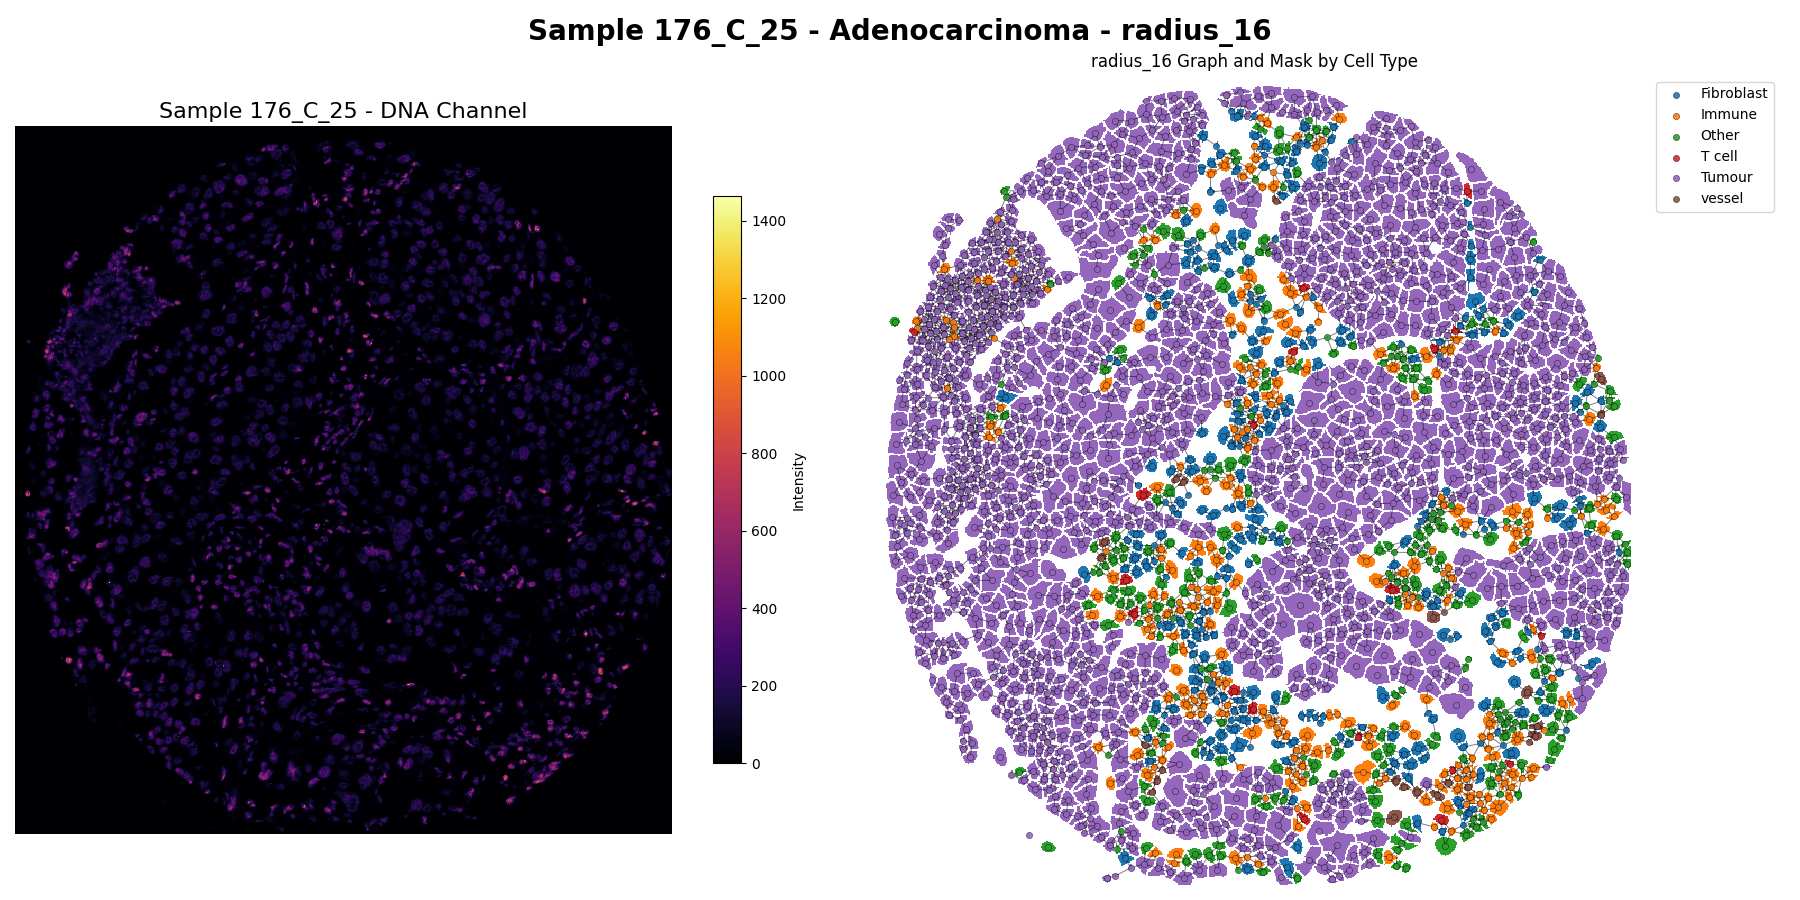 Sample 176_C_25 - Adenocarcinoma - radius_16
Sample 176_C_25 - DNA Channel
1400
1200
1000
800
600
400
200
0
Intensity
radius_16 Graph and Mask by Cell Type
Fibroblast
Immune
Other
T cell
Tumour
vessel